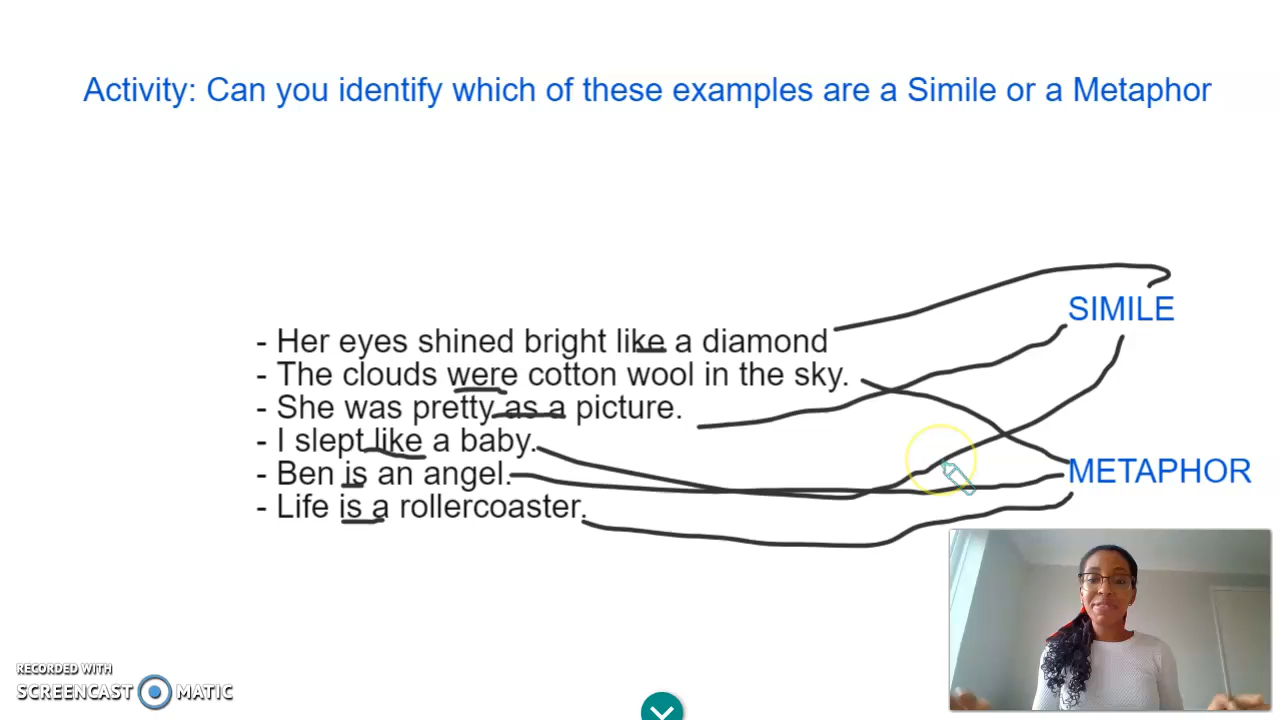 Activity: Can you identify which of these examples are a Simile or a Metaphor
SIMILE
- Her eyes shined bright like a diamond
- The clouds were cotton wool in the sky.
- She was pretty as a picture.
- I slept like a baby.
- Ben is an angel.
METAPHOR
- Life is a rollercoaster.
RECORDED WITH
SCREENCAST MATIC